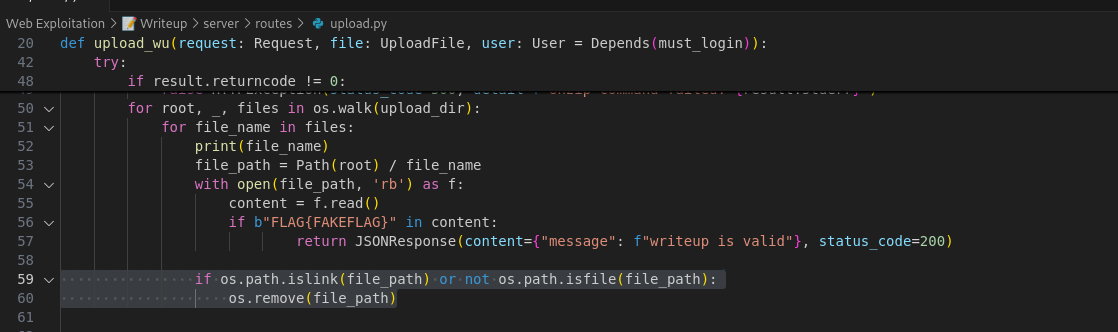 Web Exploitation > Writeup > server > routes > upload.py
20 def upload_wu(request: Request, file: UploadFile, user: User = Depends(must_login)):
42 try:
48 if result.returncode != 0:
50 for root, _, files in os.walk(upload_dir):
51 for file_name in files:
52 print(file_name)
53 file_path = Path(root) / file_name
54 with open(file_path, 'rb') as f:
55 content = f.read()
56 if b"FLAG{FAKEFLAG}" in content:
57 return JSONResponse(content={"message": f"writeup is valid"}, status_code=200)
58
59 if os.path.islink(file_path) or not os.path.isfile(file_path):
60 os.remove(file_path)
61